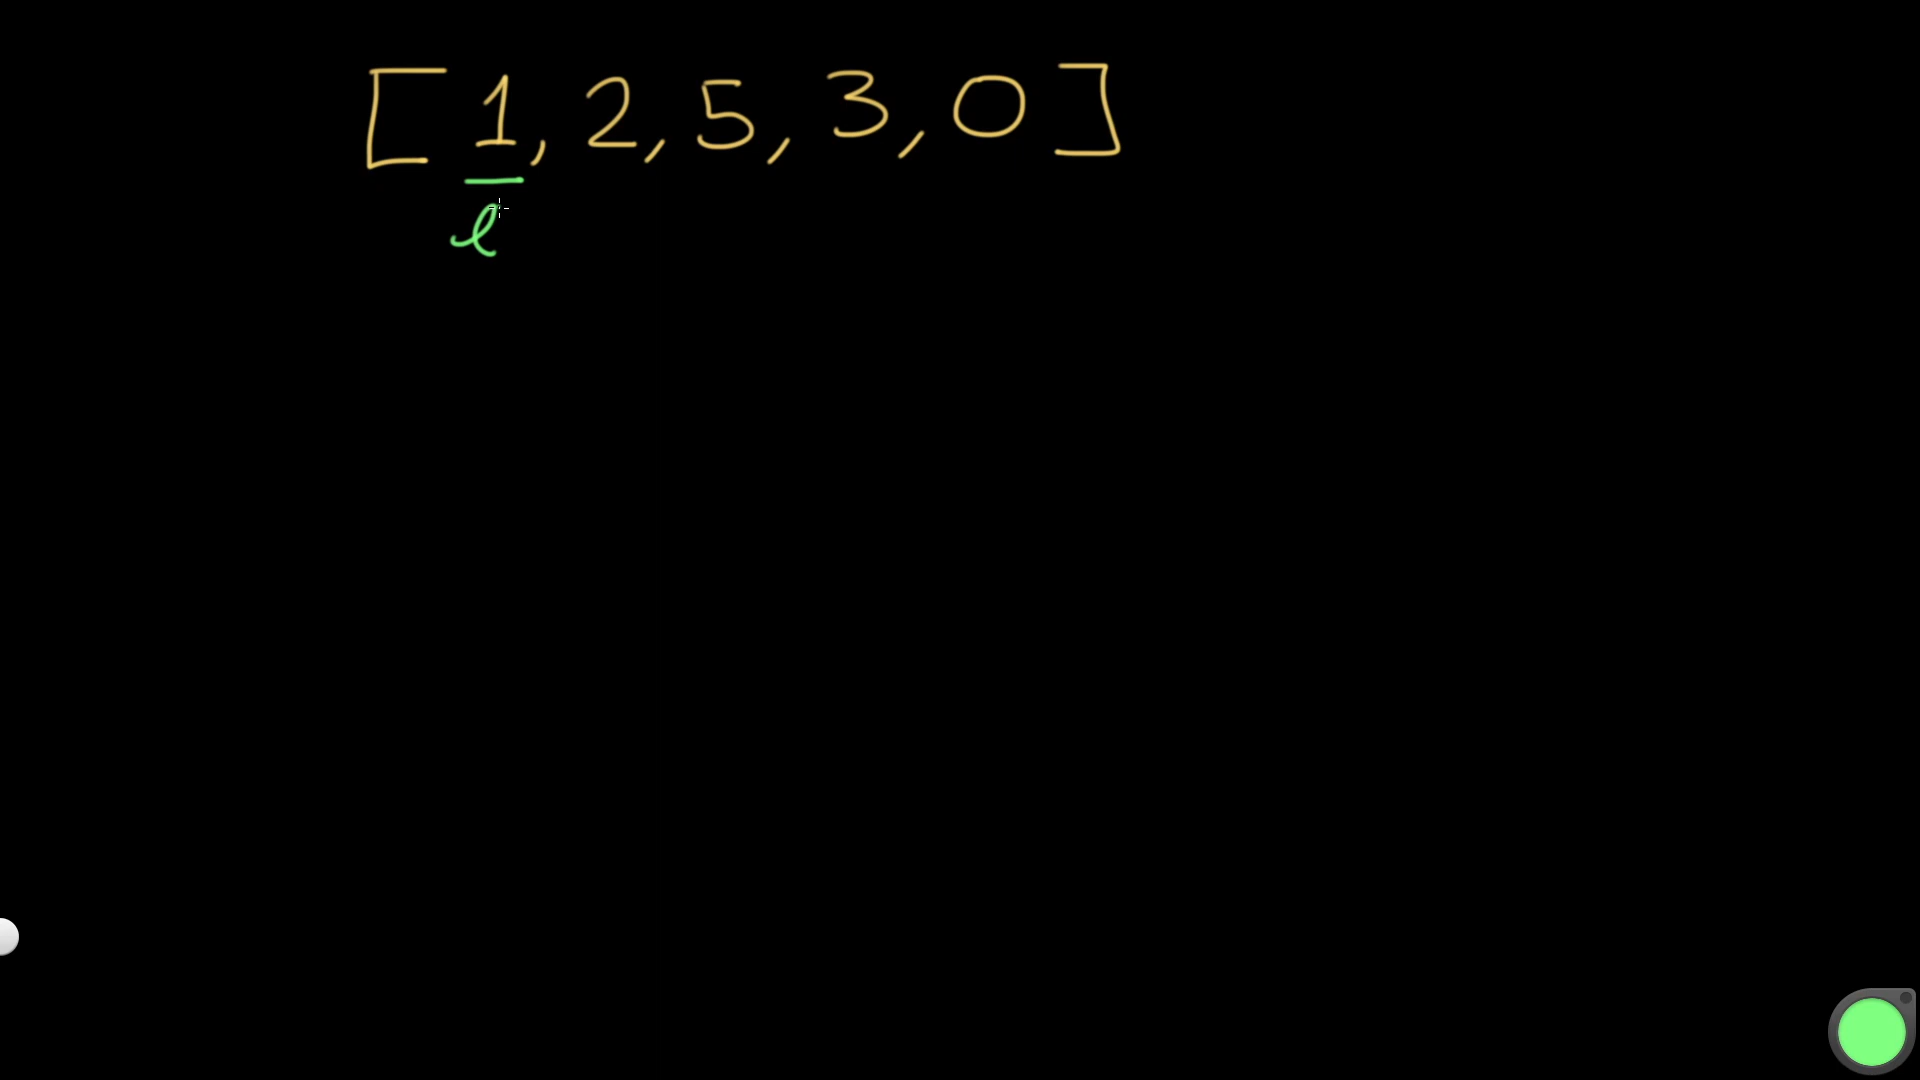 [ 1, 2, 5, 3, 0 ]
l